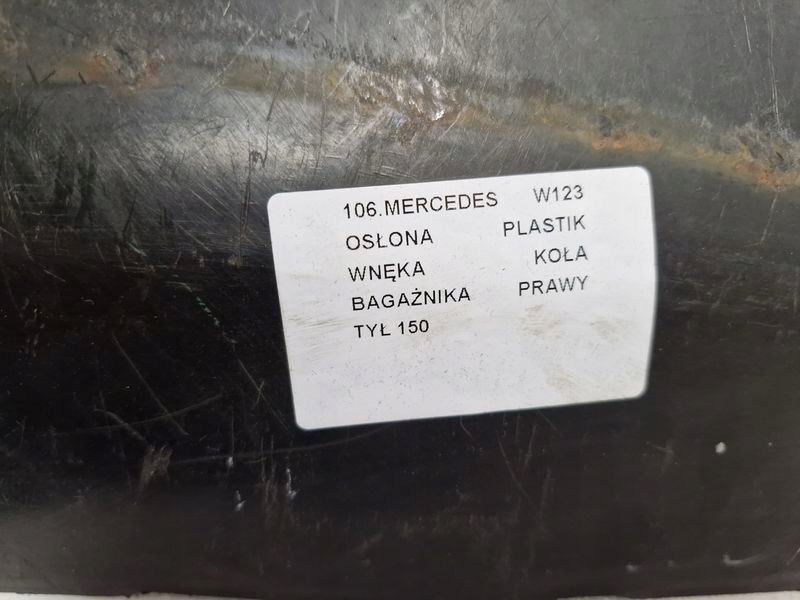 106.MERCEDES W123
OSŁONA PLASTIK
WNĘKA KOŁA
BAGAŻNIKA PRAWY
TYŁ 150